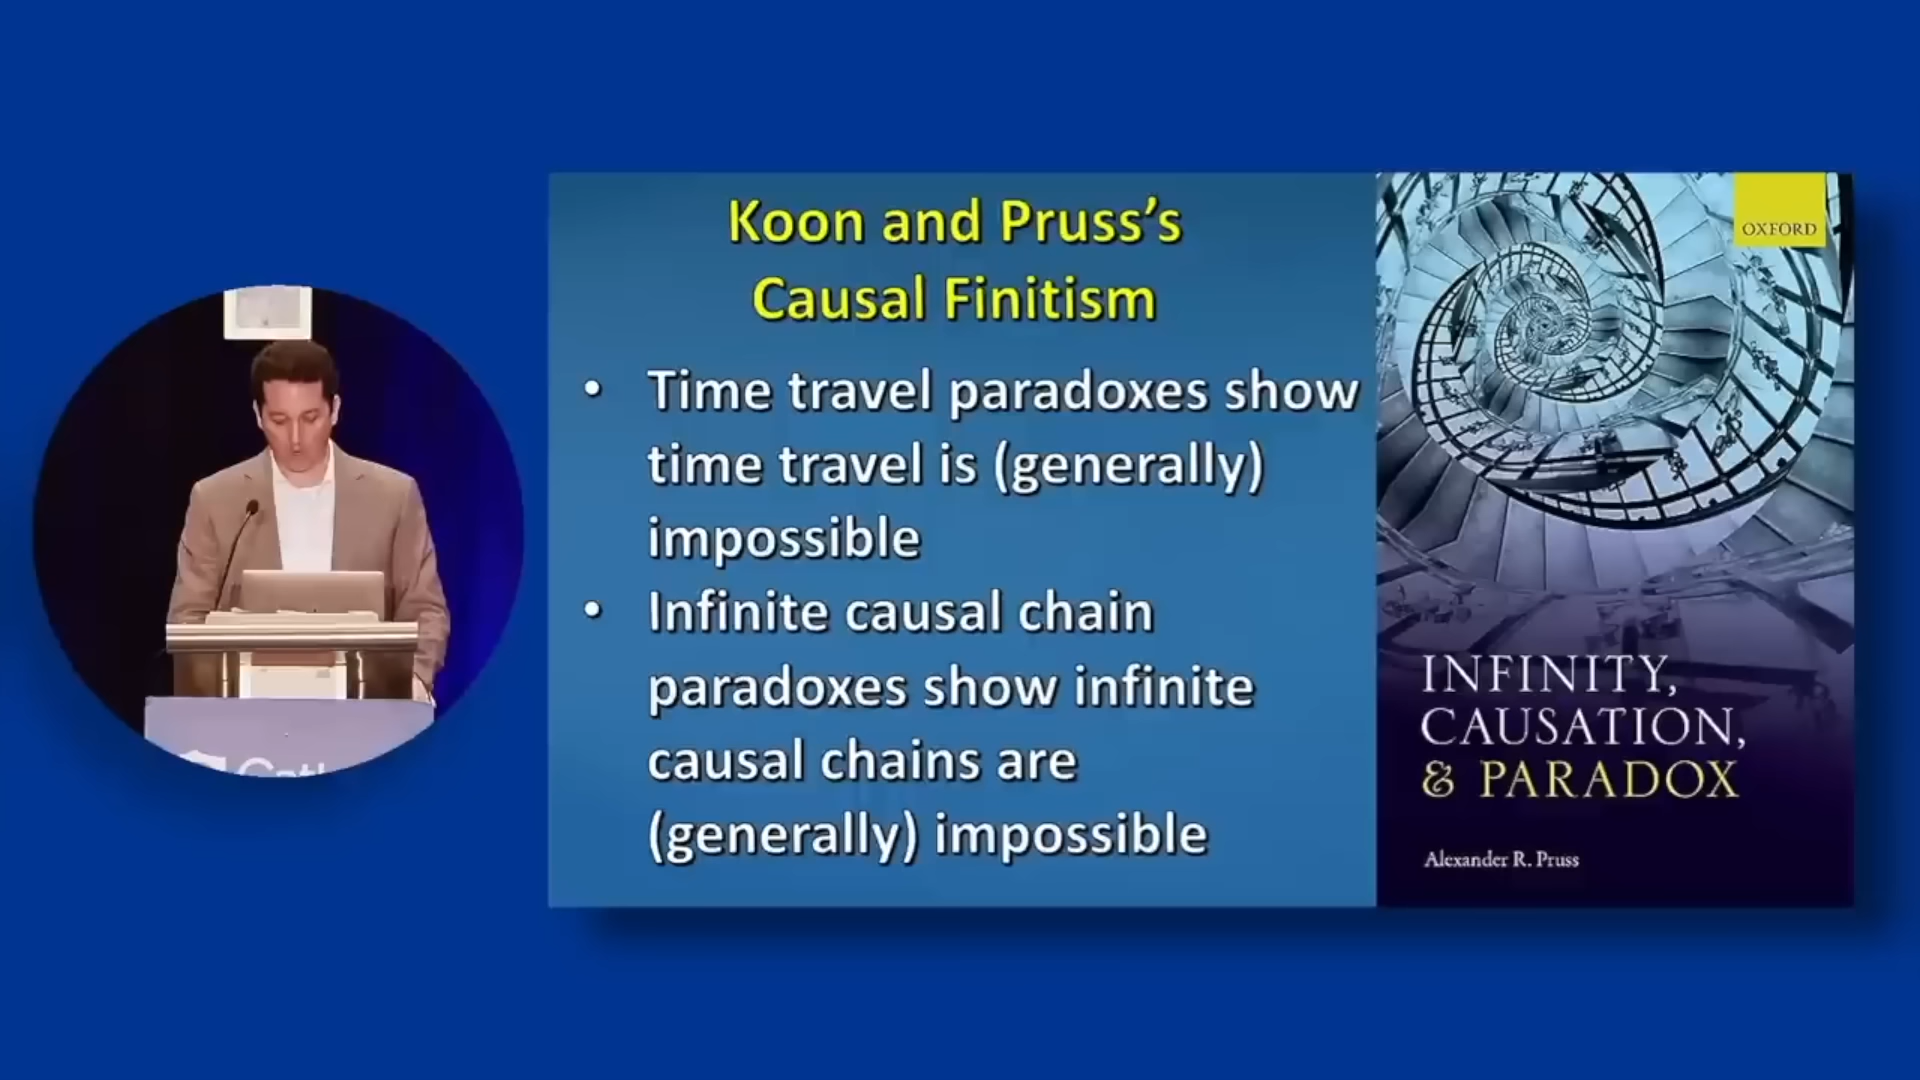 Koon and Pruss’s
Causal Finitism
• Time travel paradoxes show
time travel is (generally)
impossible
• Infinite causal chain
paradoxes show infinite
causal chains are
(generally) impossible
OXFORD
INFINITY,
CAUSATION,
& PARADOX
Alexander R. Pruss